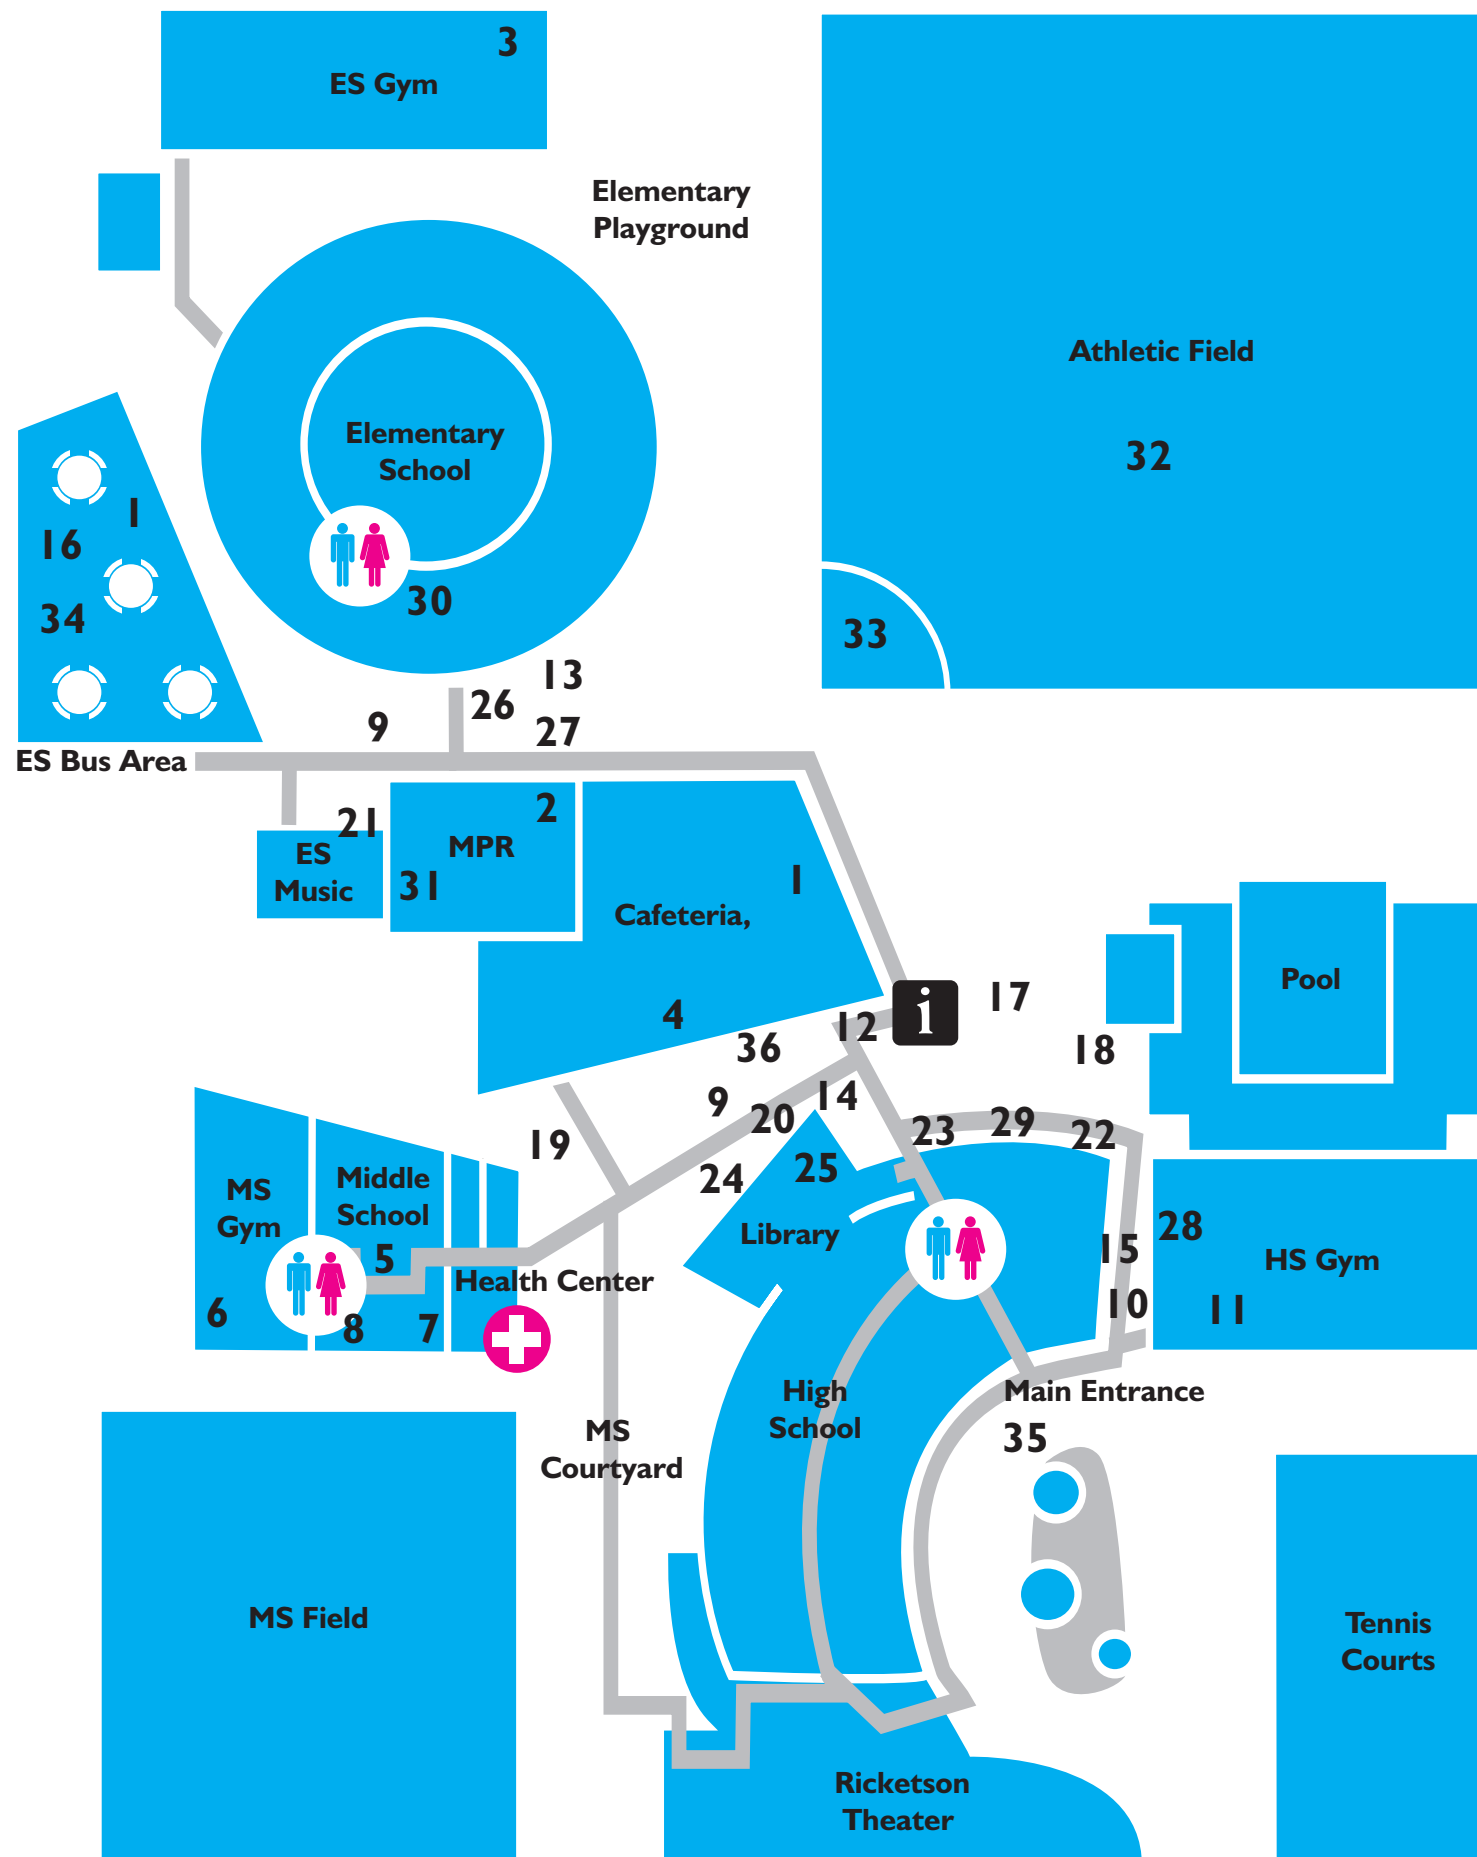 3
ES Gym
Elementary
Playground
Athletic Field
32
Elementary
School
1
16
34
30
33
13
26
9
27
ES Bus Area
2
21
MPR
ES
Music
31
1
Cafeteria,
Pool
17
i
4
12
36
18
9
14
20
19
23
29
22
24
25
Middle
School
MS
Gym
Library
28
15
HS Gym
5
Health Center
6
8
7
10
11
High
School
Main Entrance
35
MS
Courtyard
MS Field
Tennis
Courts
Ricketson
Theater